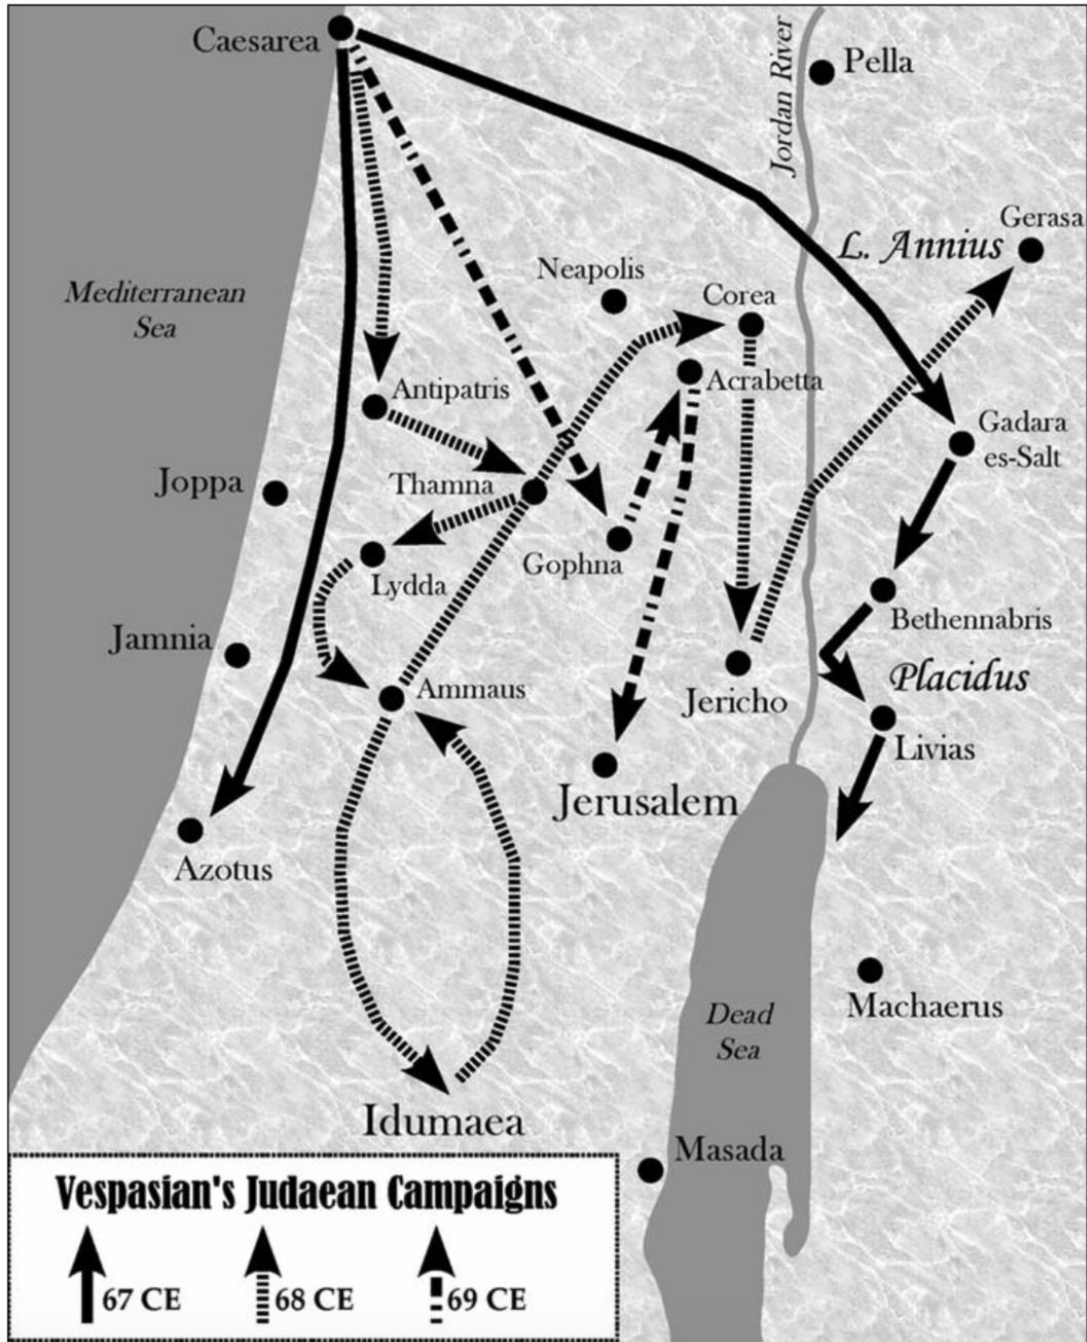 Caesarea
Jordan River
Pella
Gerasa
L. Annius
Neapolis
Mediterranean
Sea
Corea
Acrabetta
Antipatris
Gadara
es-Salt
Joppa
Thamna
Gophna
Lydda
Bethennabris
Jamnia
Ammaus
Placidus
Jericho
Livias
Jerusalem
Azotus
Machaerus
Dead
Sea
Idumaea
Masada
Vespasian's Judaean Campaigns
67 CE
68 CE
69 CE